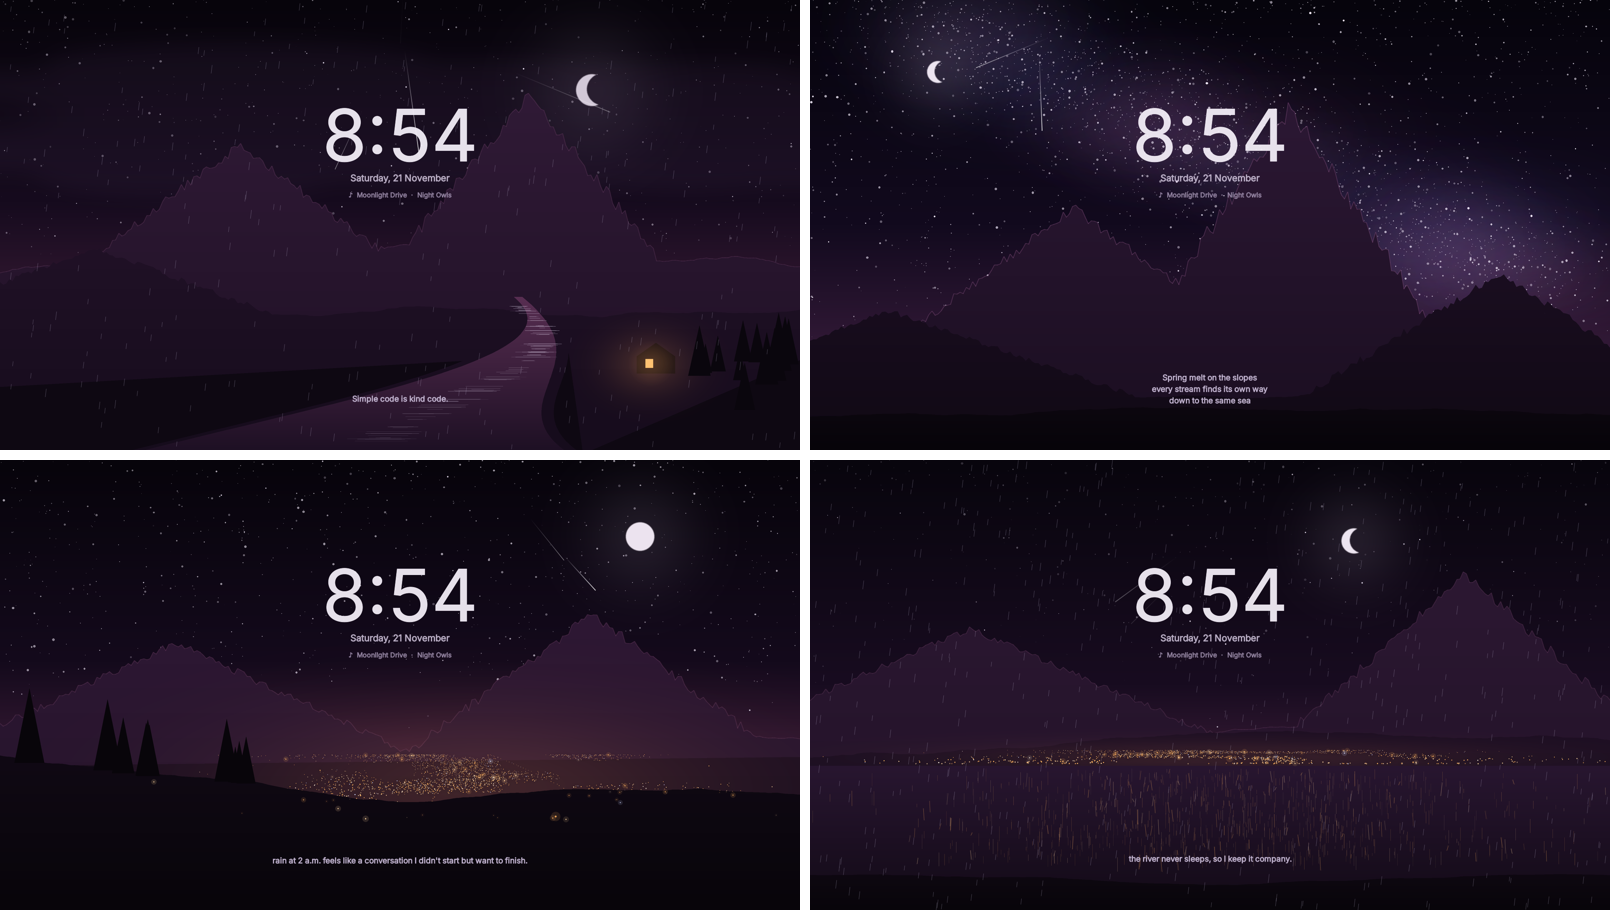 8:54
Saturday, 21 November
♪ Moonlight Drive · Night Owls
Simple code is kind code.
8:54
Saturday, 21 November
♪ Moonlight Drive · Night Owls
Spring melt on the slopes
every stream finds its own way
down to the same sea
8:54
Saturday, 21 November
♪ Moonlight Drive · Night Owls
rain at 2 a.m. feels like a conversation I didn't start but want to finish.
8:54
Saturday, 21 November
♪ Moonlight Drive · Night Owls
the river never sleeps, so I keep it company.